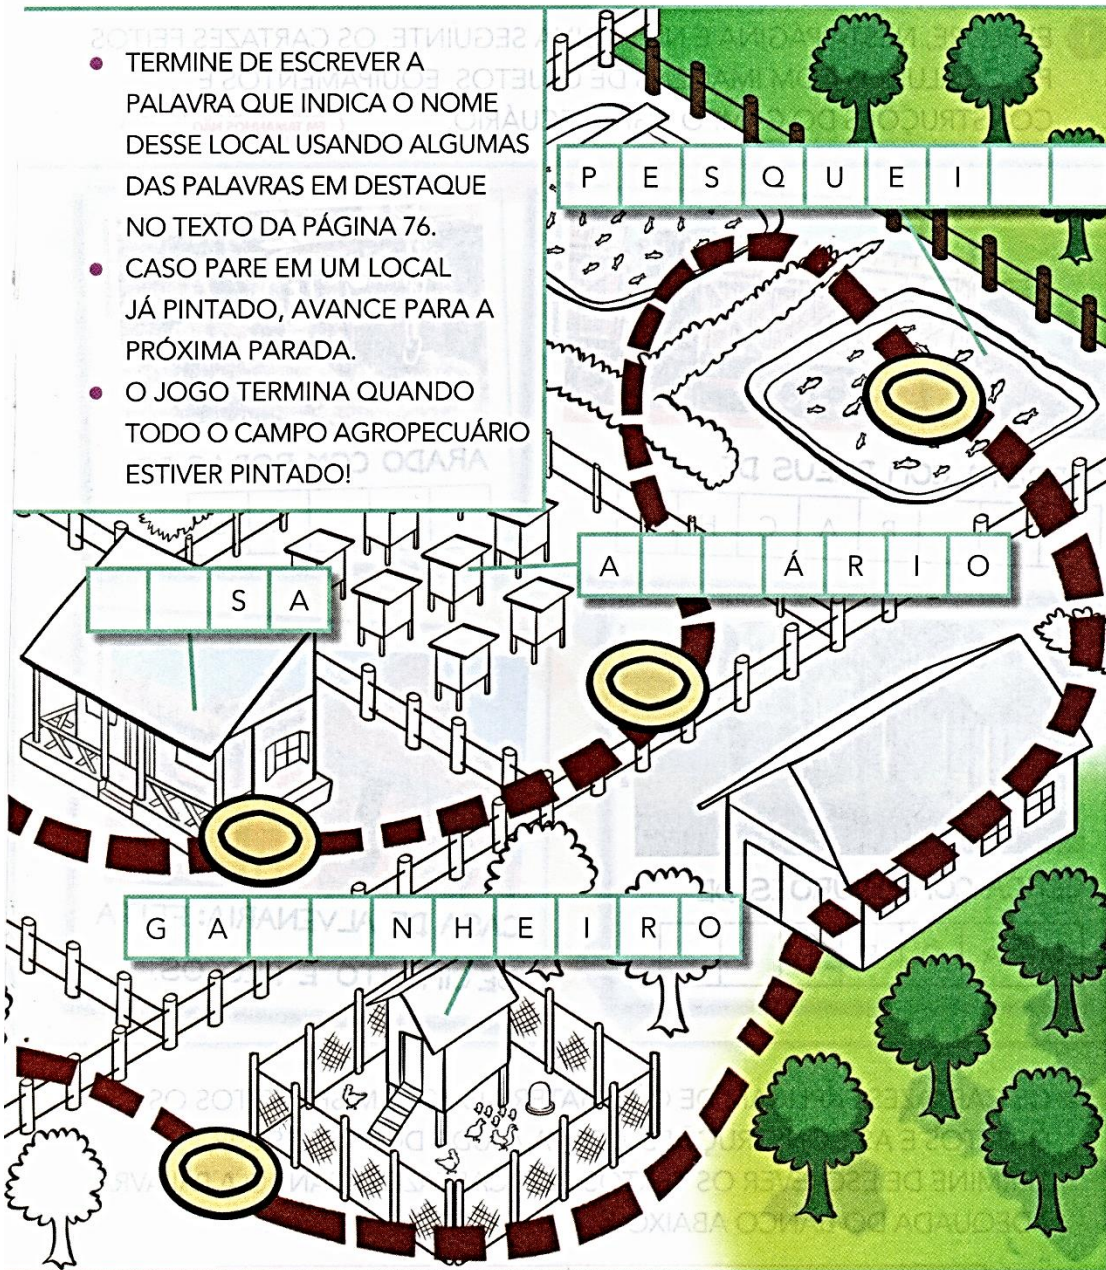 • TERMINE DE ESCREVER A
PALAVRA QUE INDICA O NOME
DESSE LOCAL USANDO ALGUMAS
DAS PALAVRAS EM DESTAQUE
NO TEXTO DA PÁGINA 76.
• CASO PARE EM UM LOCAL
JÁ PINTADO, AVANCE PARA A
PRÓXIMA PARADA.
• O JOGO TERMINA QUANDO
TODO O CAMPO AGROPECUÁRIO
ESTIVER PINTADO!
P E S Q U E I
A ÁRIO
S A
G A N H E I R O